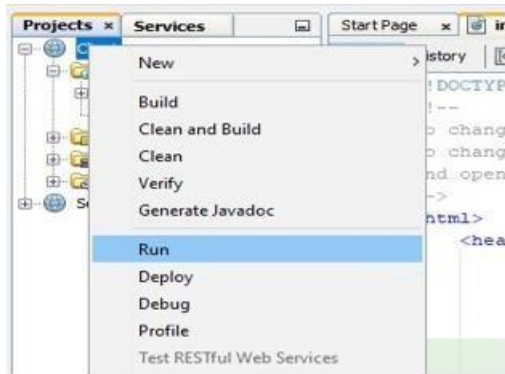 Projects × Services Start Page ×
New istory
!DOCTYP
Build !--
Clean and Build chang
Clean chang
Verify nd open
Generate Javadoc -->
html>
Run <hea
Deploy
Debug
Profile
Test RESTful Web Services